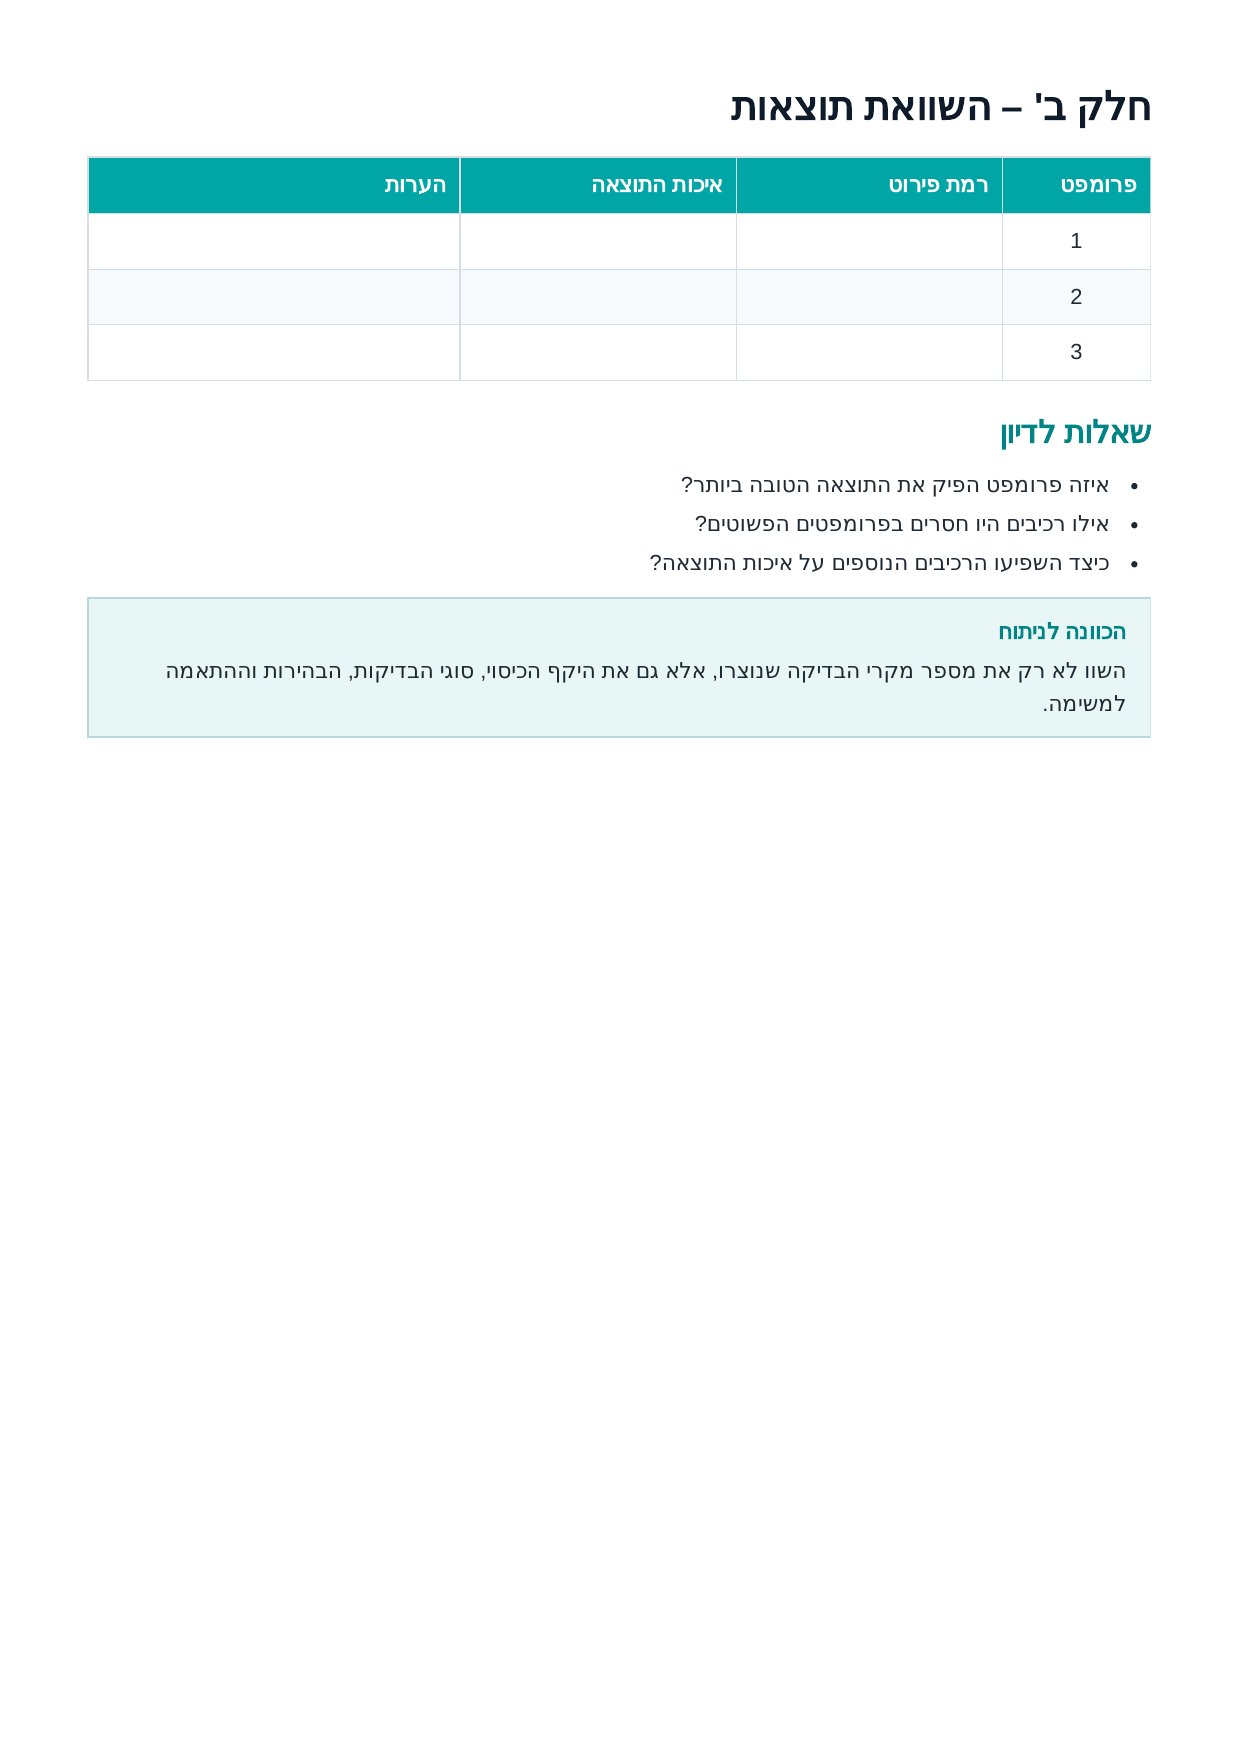 חלק ב' – השוואת תוצאות
פרומפט רמת פירוט איכות התוצאה הערות
1
2
3
שאלות לדיון
• איזה פרומפט הפיק את התוצאה הטובה ביותר?
• אילו רכיבים היו חסרים בפרומפטים הפשוטים?
• כיצד השפיעו הרכיבים הנוספים על איכות התוצאה?
הכוונה לניתוח
השוו לא רק את מספר מקרי הבדיקה שנוצרו, אלא גם את היקף הכיסוי, סוגי הבדיקות, הבהירות וההתאמה
למשימה.